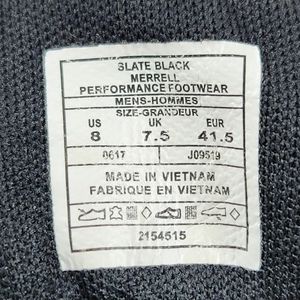 SLATE BLACK
MERRELL
PERFORMANCE FOOTWEAR
MENS-HOMMES
SIZE-GRANDEUR
US UK EUR
8 7.5 41.5
0617 J09519
MADE IN VIETNAM
FABRIQUE EN VIETNAM
2154515